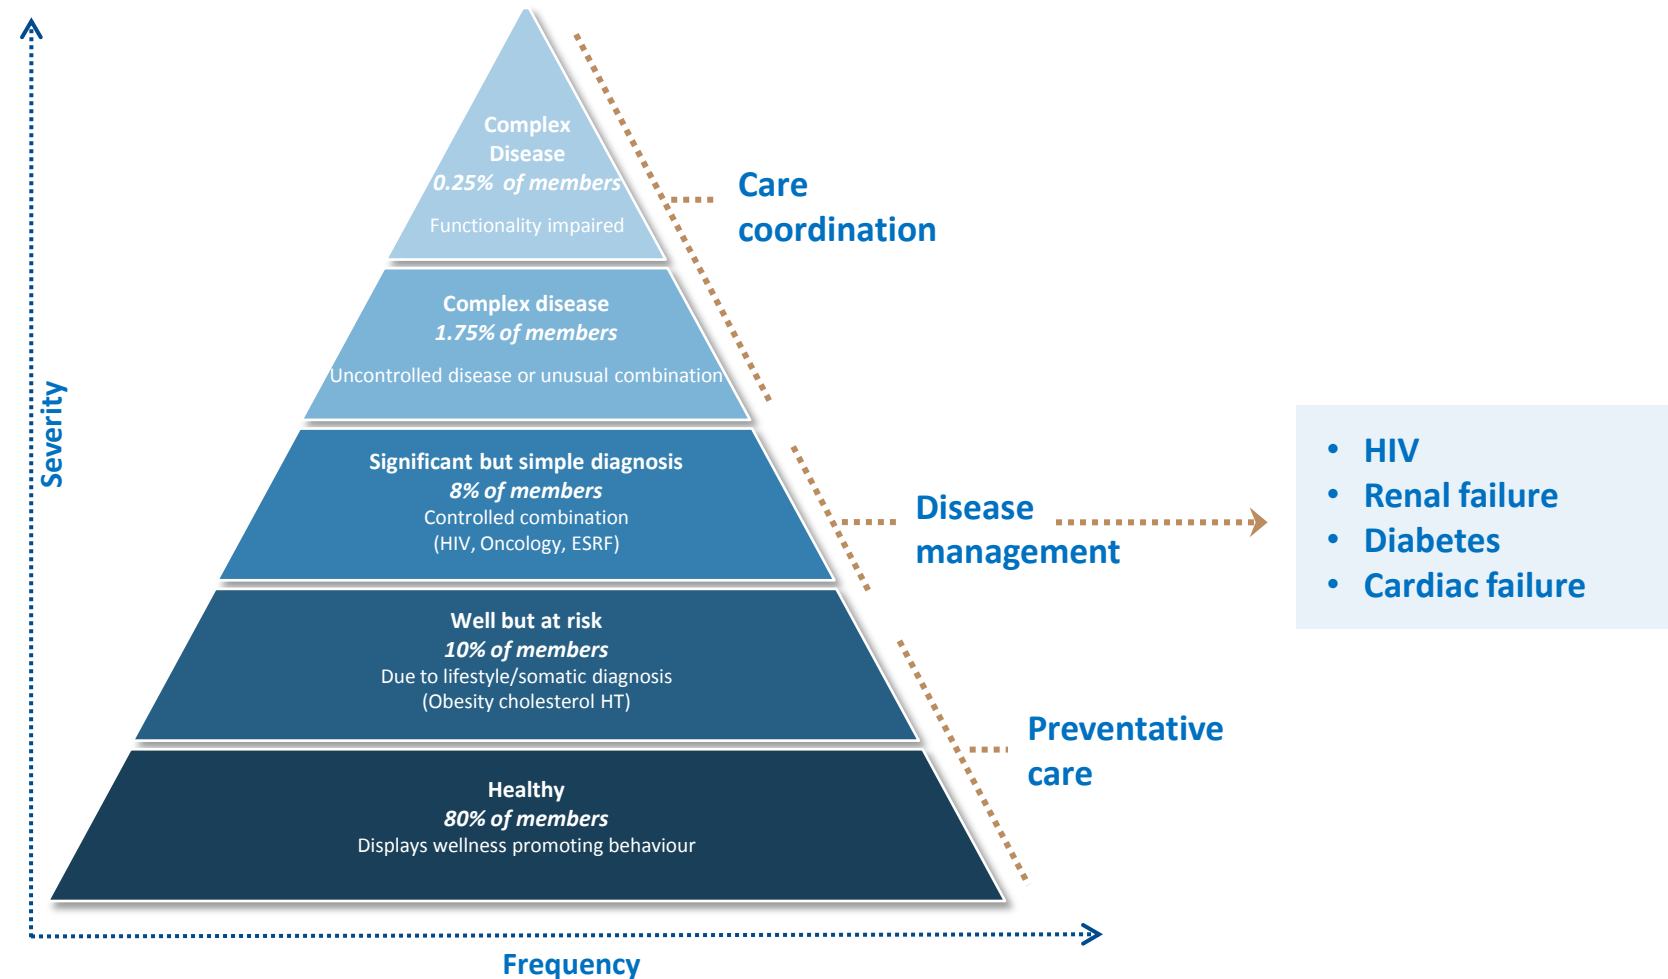 Complex
Disease
0.25% of members
Functionality impaired
Complex disease
1.75% of members
Uncontrolled disease or unusual combination
Significant but simple diagnosis
8% of members
Controlled combination
(HIV, Oncology, ESRF)
Well but at risk
10% of members
Due to lifestyle/somatic diagnosis
(Obesity cholesterol HT)
Healthy
80% of members
Displays wellness promoting behaviour
Severity
Frequency
Care
coordination
Disease
management
Preventative
care
• HIV
• Renal failure
• Diabetes
• Cardiac failure